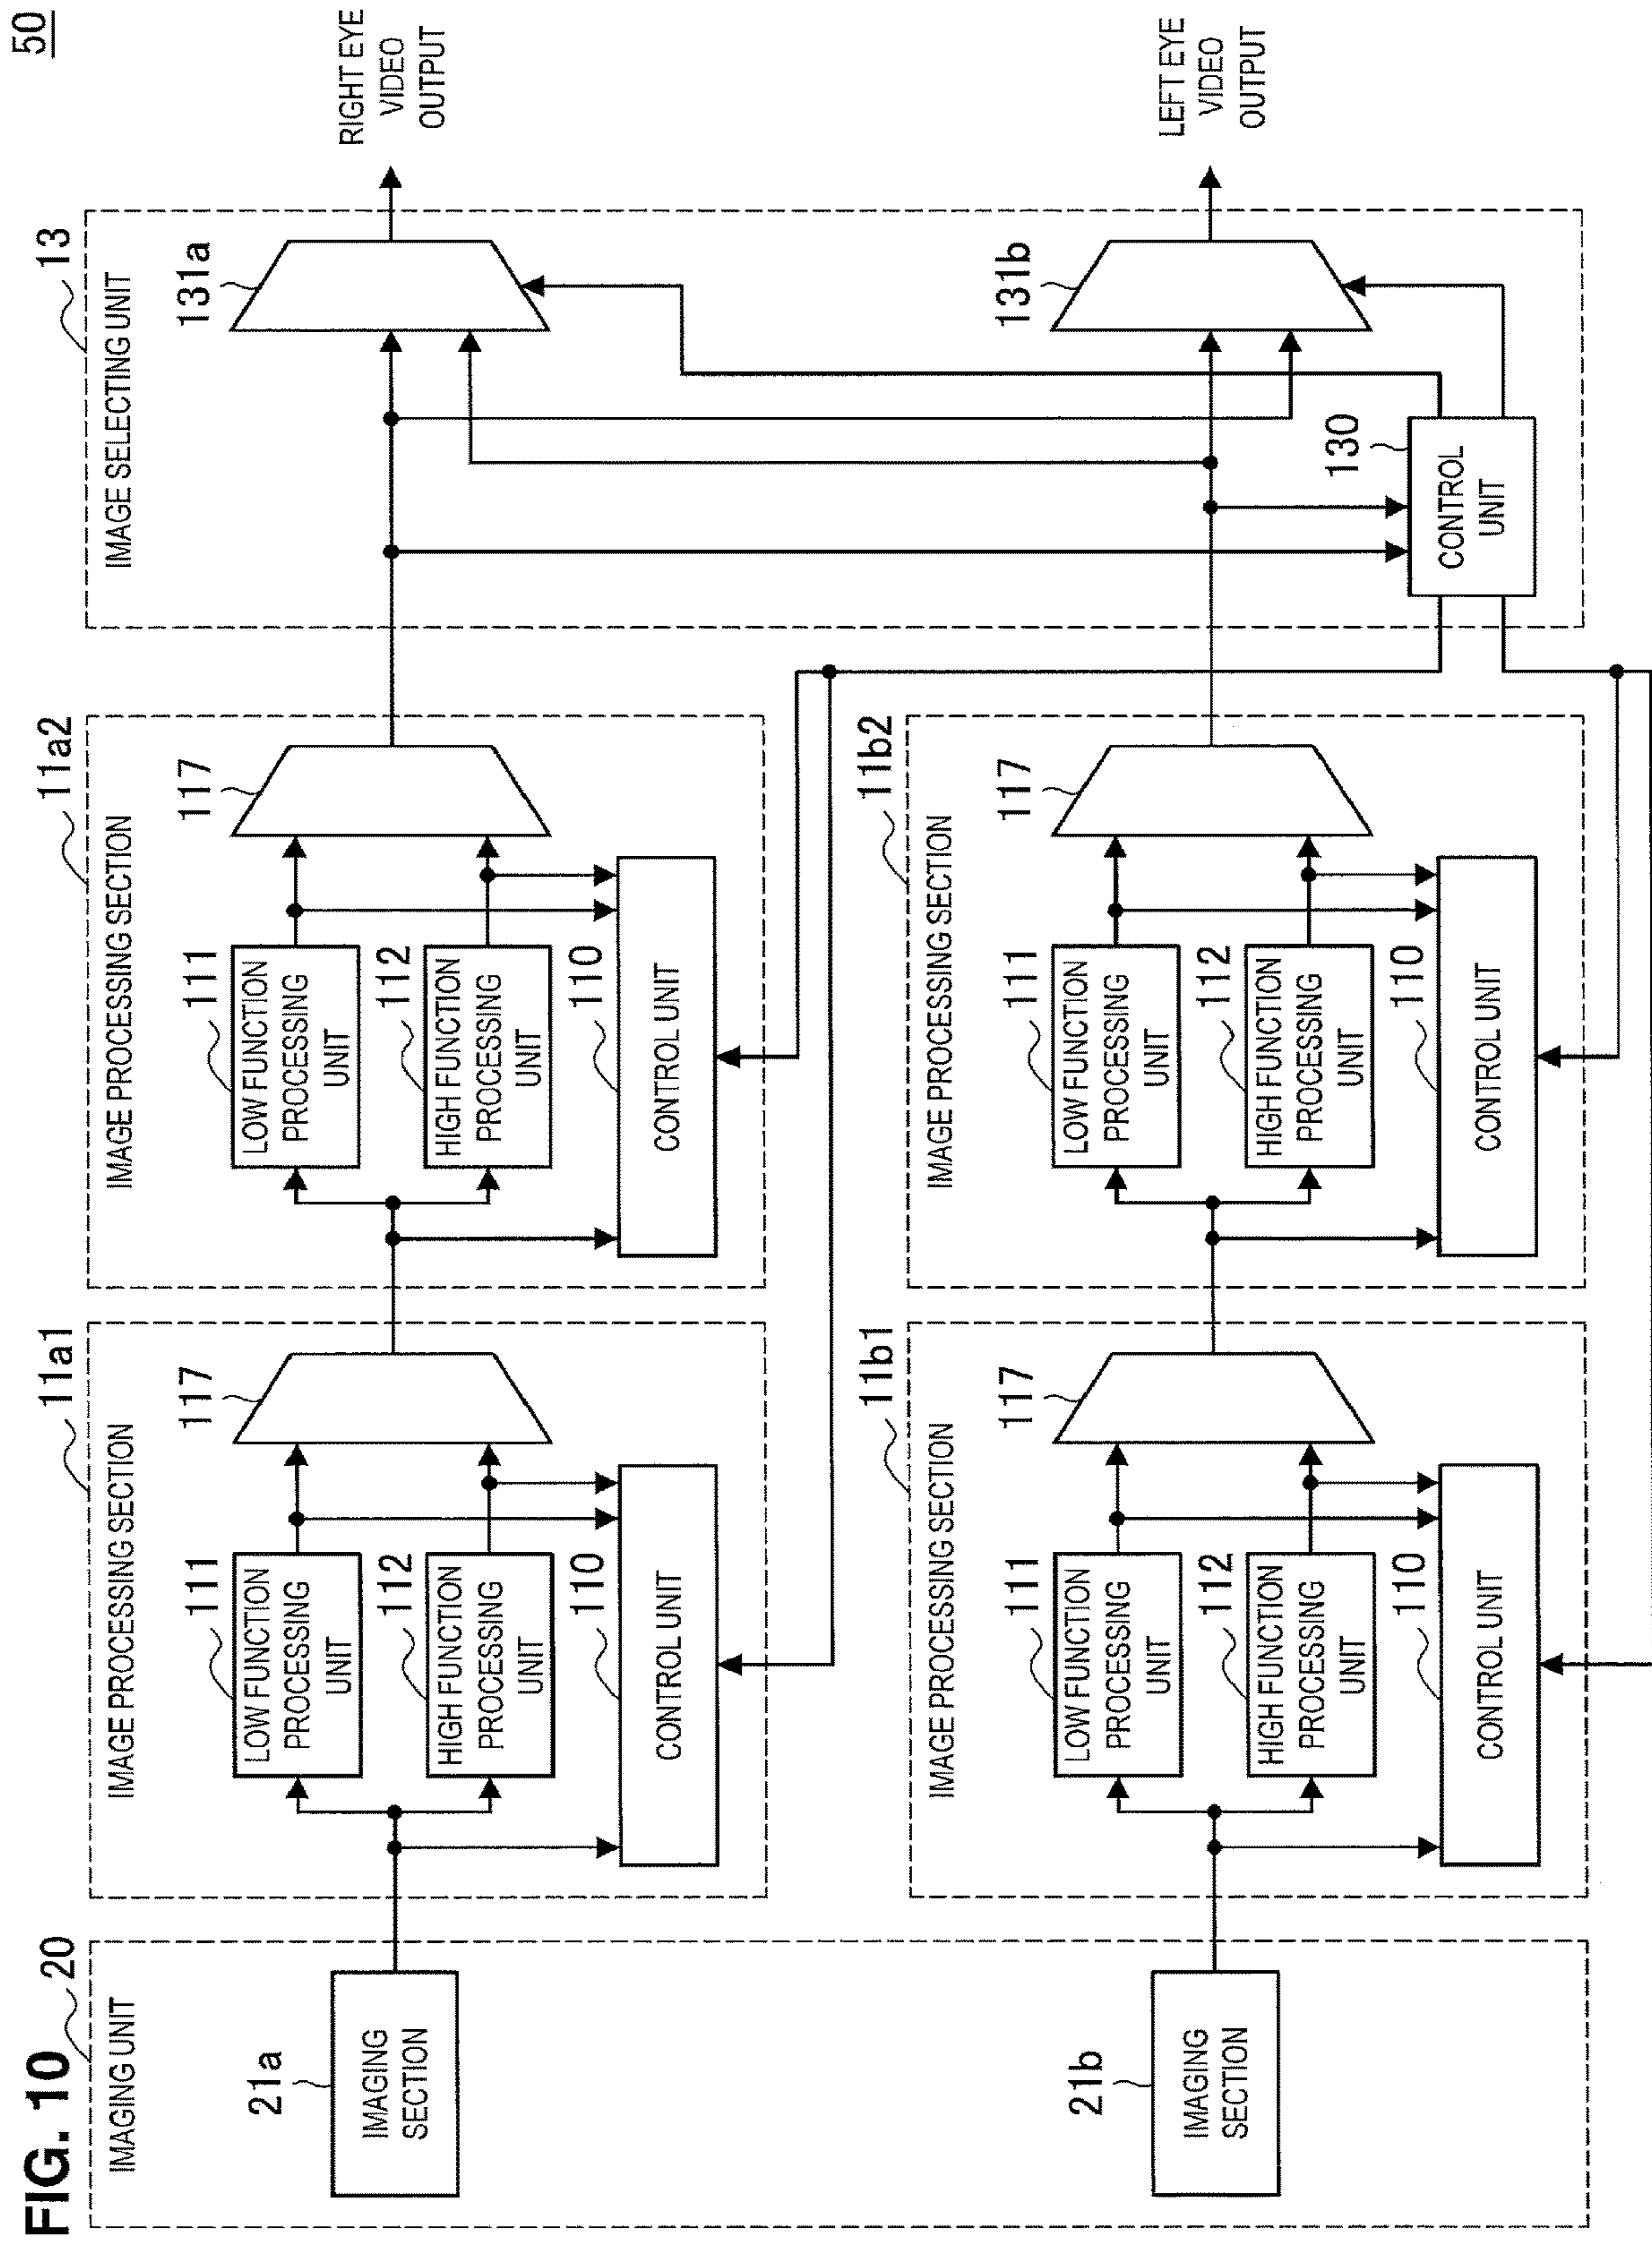 FIG. 10
50
IMAGING UNIT
20
21a
IMAGING
SECTION
21b
IMAGING
SECTION
11a1
IMAGE PROCESSING SECTION
111
LOW FUNCTION
PROCESSING
UNIT
112
HIGH FUNCTION
PROCESSING
UNIT
110
CONTROL UNIT
117
11a2
IMAGE PROCESSING SECTION
111
LOW FUNCTION
PROCESSING
UNIT
112
HIGH FUNCTION
PROCESSING
UNIT
110
CONTROL UNIT
117
11b1
IMAGE PROCESSING SECTION
111
LOW FUNCTION
PROCESSING
UNIT
112
HIGH FUNCTION
PROCESSING
UNIT
110
CONTROL UNIT
117
11b2
IMAGE PROCESSING SECTION
111
LOW FUNCTION
PROCESSING
UNIT
112
HIGH FUNCTION
PROCESSING
UNIT
110
CONTROL UNIT
117
13
IMAGE SELECTING UNIT
131a
131b
130
CONTROL
UNIT
RIGHT EYE
VIDEO
OUTPUT
LEFT EYE
VIDEO
OUTPUT